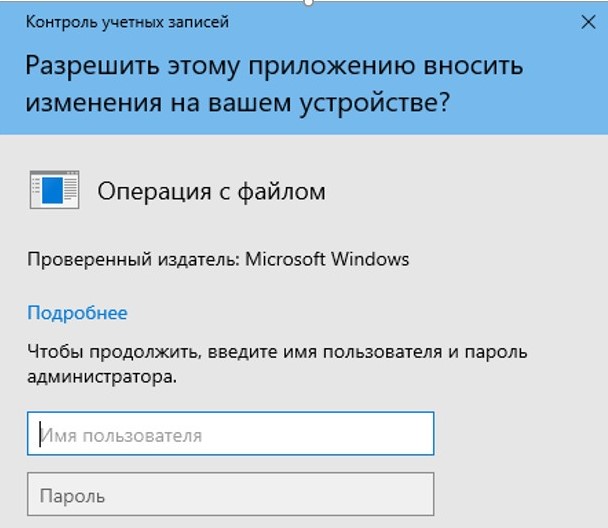 Контроль учетных записей
Разрешить этому приложению вносить
изменения на вашем устройстве?
Операция с файлом
Проверенный издатель: Microsoft Windows
Подробнее
Чтобы продолжить, введите имя пользователя и пароль
администратора.
Имя пользователя
Пароль